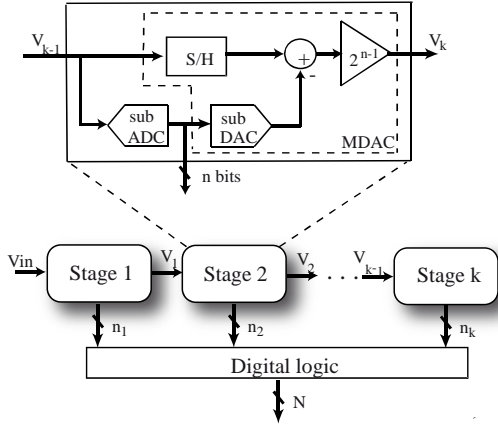 V_{k-1}
S/H
+
-
2^{n-1}
V_k
sub
ADC
sub
DAC
MDAC
n bits
Vin
Stage 1
V_1
Stage 2
V_2
. . .
V_{k-1}
Stage k
n_1
n_2
n_k
Digital logic
N